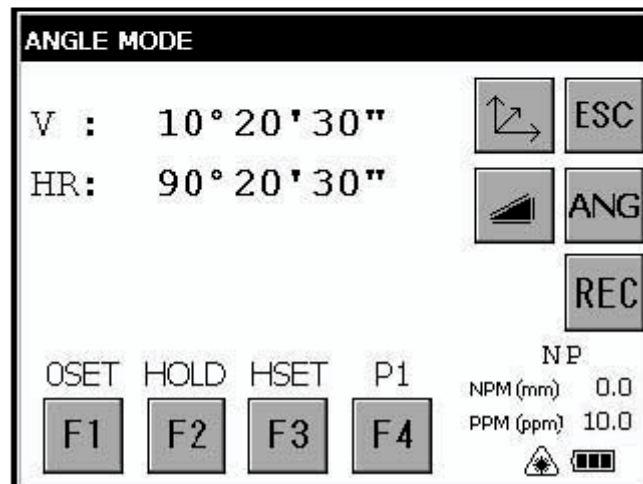 ANGLE MODE
V : 10°20'30"
HR: 90°20'30"
ESC
ANG
REC
NP
NPM (mm) 0.0
PPM (ppm) 10.0
0SET HOLD HSET P1
F1 F2 F3 F4